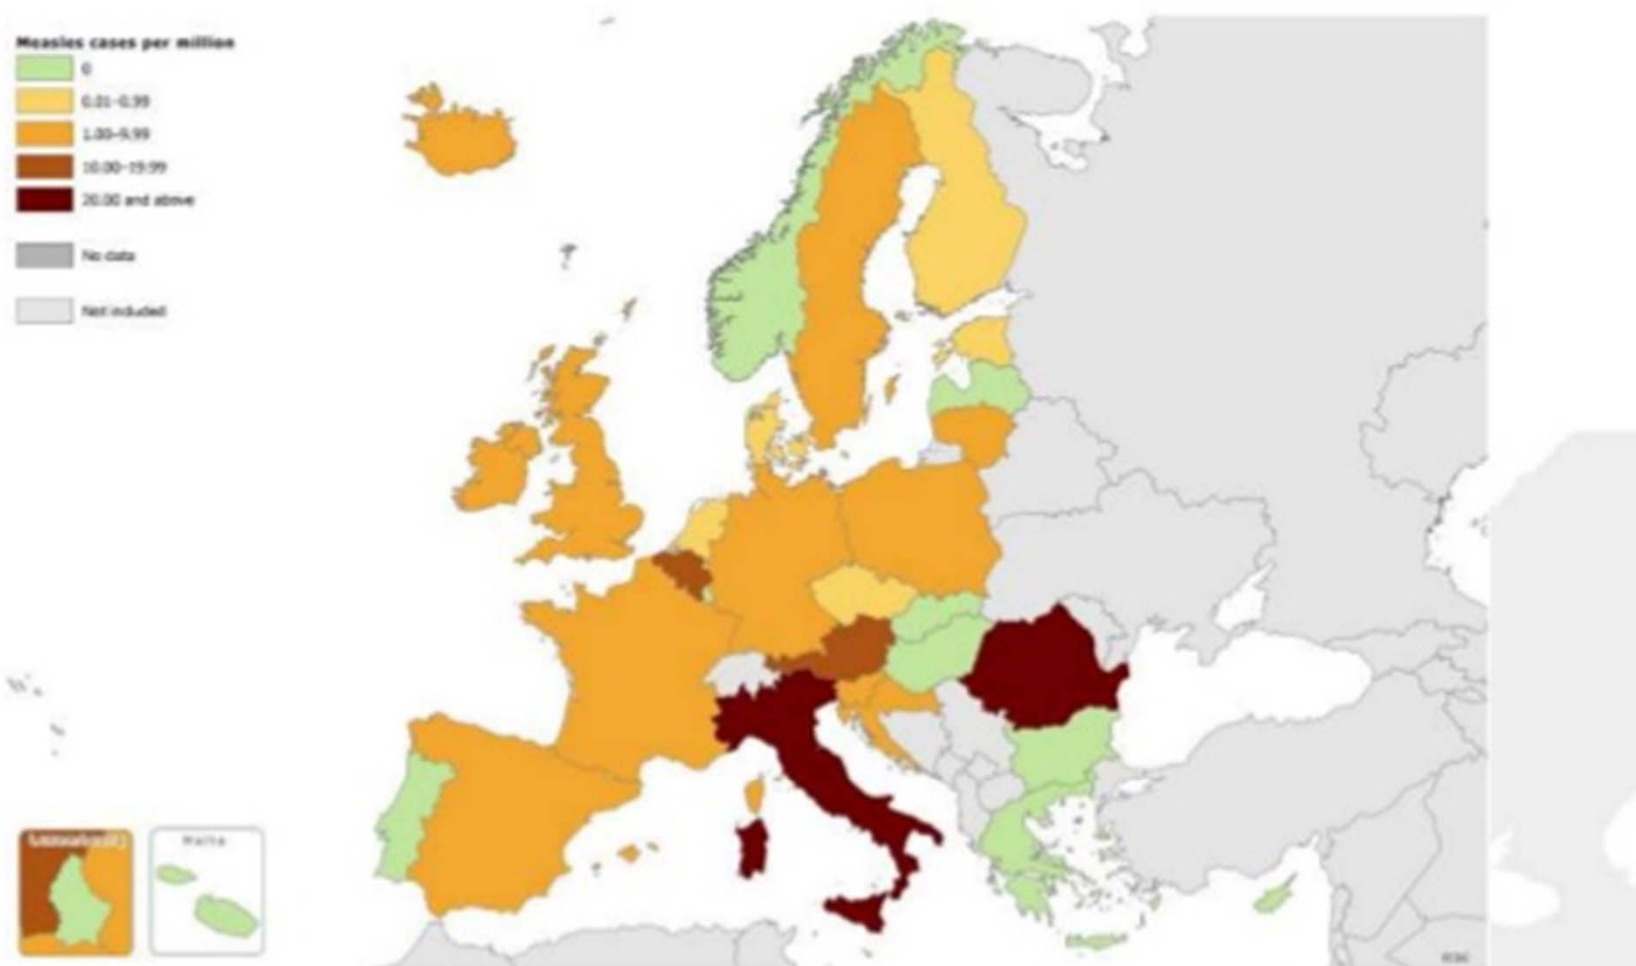 Measles cases per million
0
0.01-0.99
1.00-9.99
10.00-19.99
20.00 and above
No data
Not included
Luxembourg
Malta